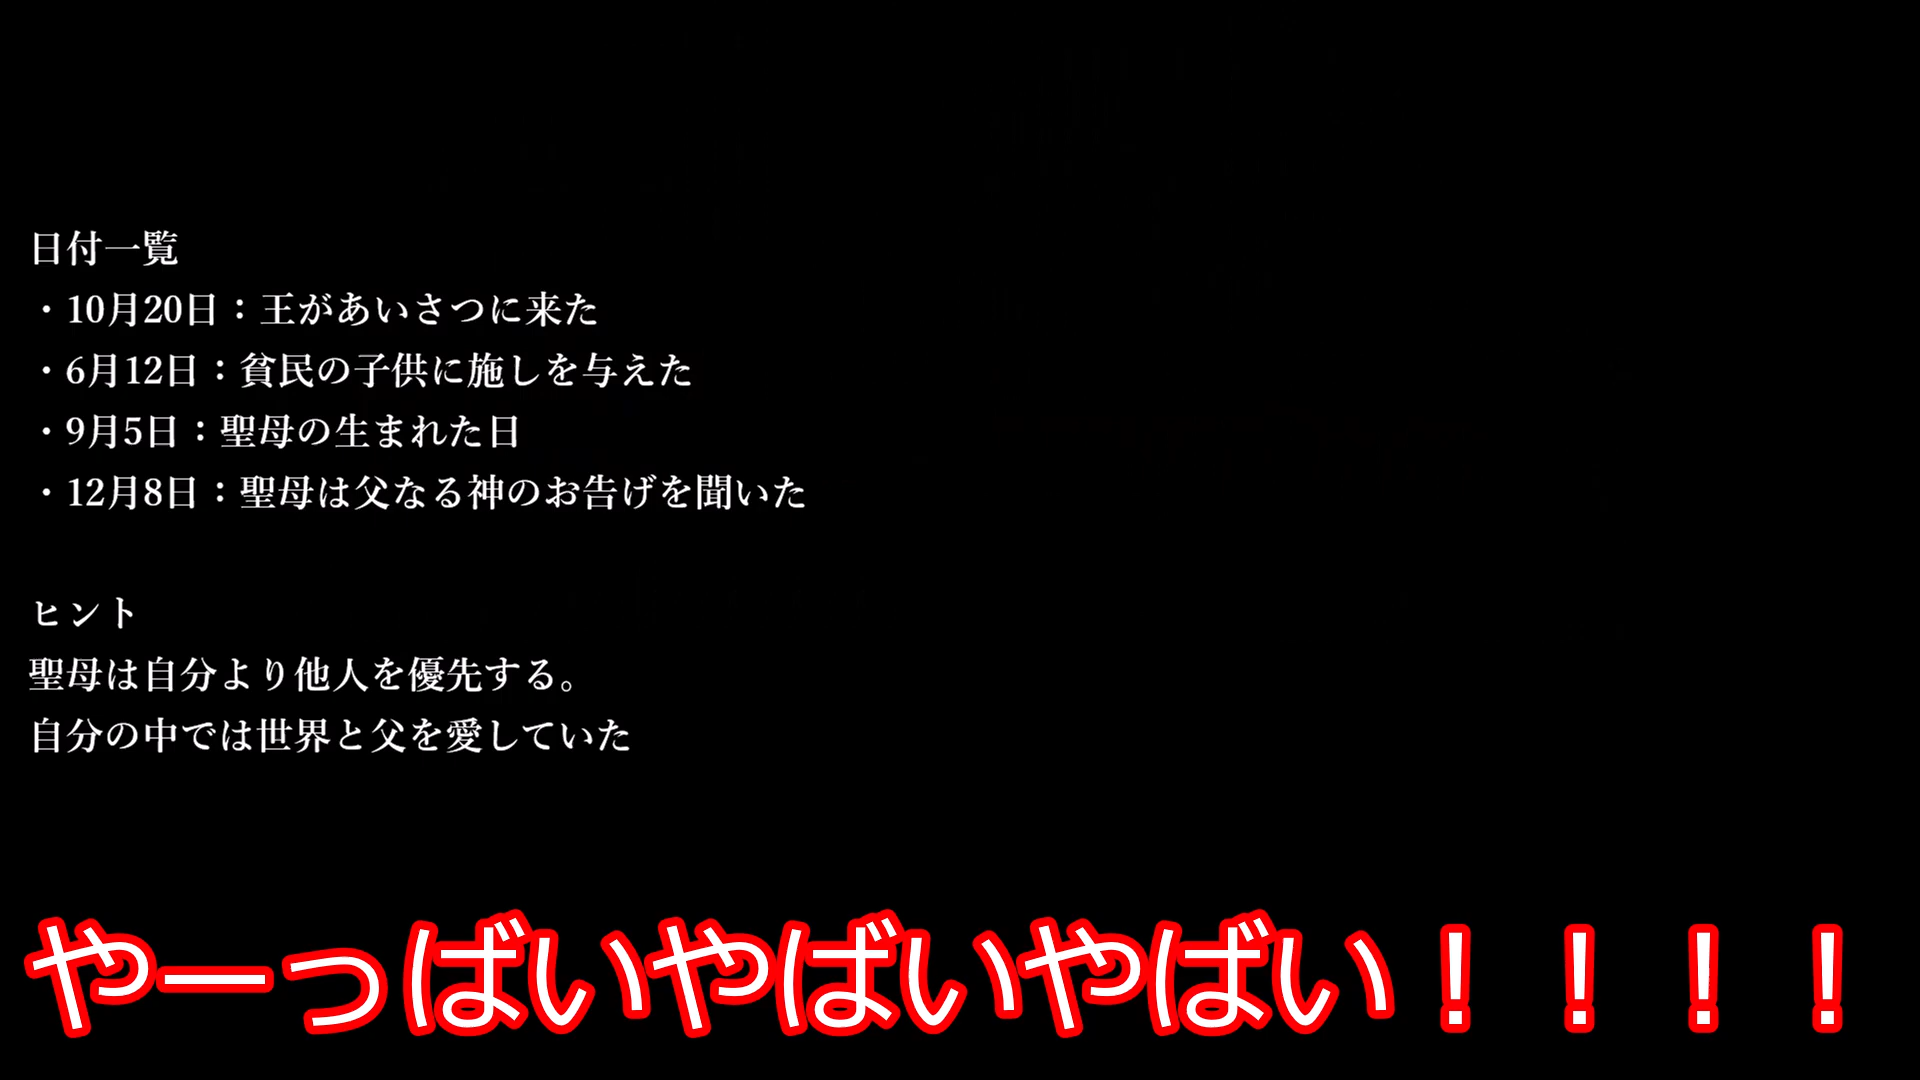 日付一覧
・10月20日：王があいさつに来た
・6月12日：貧民の子供に施しを与えた
・9月5日：聖母の生まれた日
・12月8日：聖母は父なる神のお告げを聞いた
ヒント
聖母は自分より他人を優先する。
自分の中では世界と父を愛していた
やーっばいやばいやばい！！！！